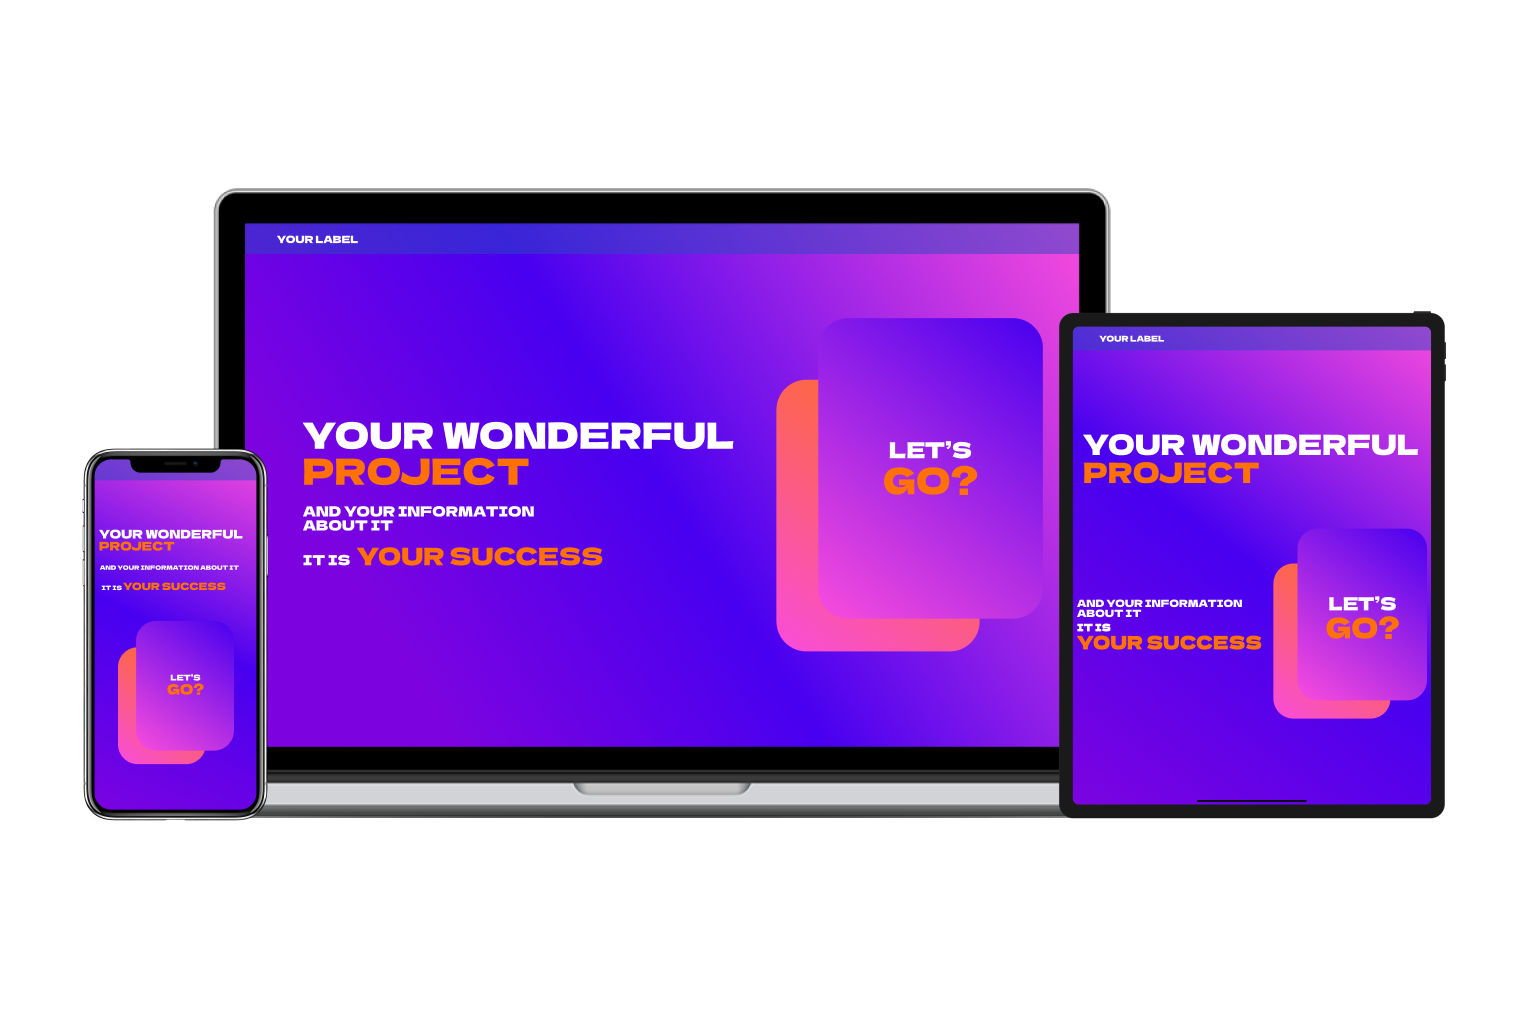 YOUR LABEL
YOUR WONDERFUL
PROJECT
AND YOUR INFORMATION
ABOUT IT
IT IS YOUR SUCCESS
LET'S
GO?
YOUR WONDERFUL
PROJECT
AND YOUR INFORMATION ABOUT IT
IT IS YOUR SUCCESS
LET'S
GO?
YOUR LABEL
YOUR WONDERFUL
PROJECT
AND YOUR INFORMATION
ABOUT IT
IT IS
YOUR SUCCESS
LET'S
GO?